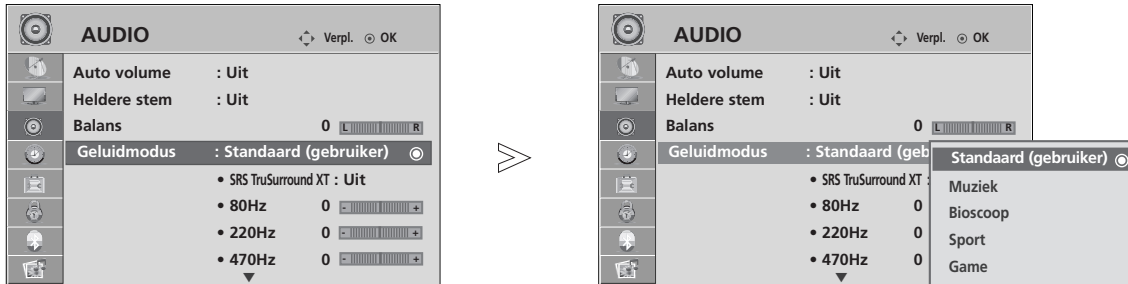 AUDIO Verpl. OK
Auto volume : Uit
Heldere stem : Uit
Balans 0 L R
Geluidmodus : Standaard (gebruiker)
• SRS TruSurround XT : Uit
• 80Hz 0 - +
• 220Hz 0 - +
• 470Hz 0 - +
AUDIO Verpl. OK
Auto volume : Uit
Heldere stem : Uit
Balans 0 L R
Geluidmodus : Standaard (geb
• SRS TruSurround XT :
• 80Hz 0
• 220Hz 0
• 470Hz 0
Standaard (gebruiker)
Muziek
Bioscoop
Sport
Game